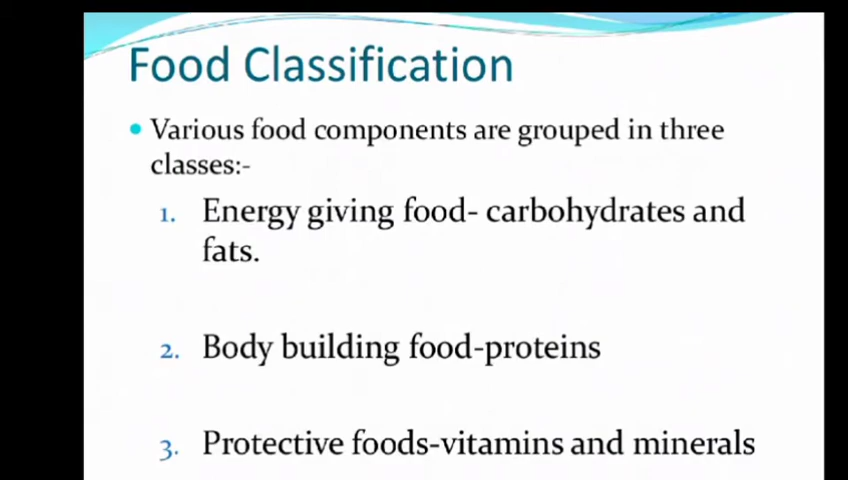 Food Classification
Various food components are grouped in three
classes:-
1. Energy giving food- carbohydrates and
fats.
2. Body building food-proteins
3. Protective foods-vitamins and minerals